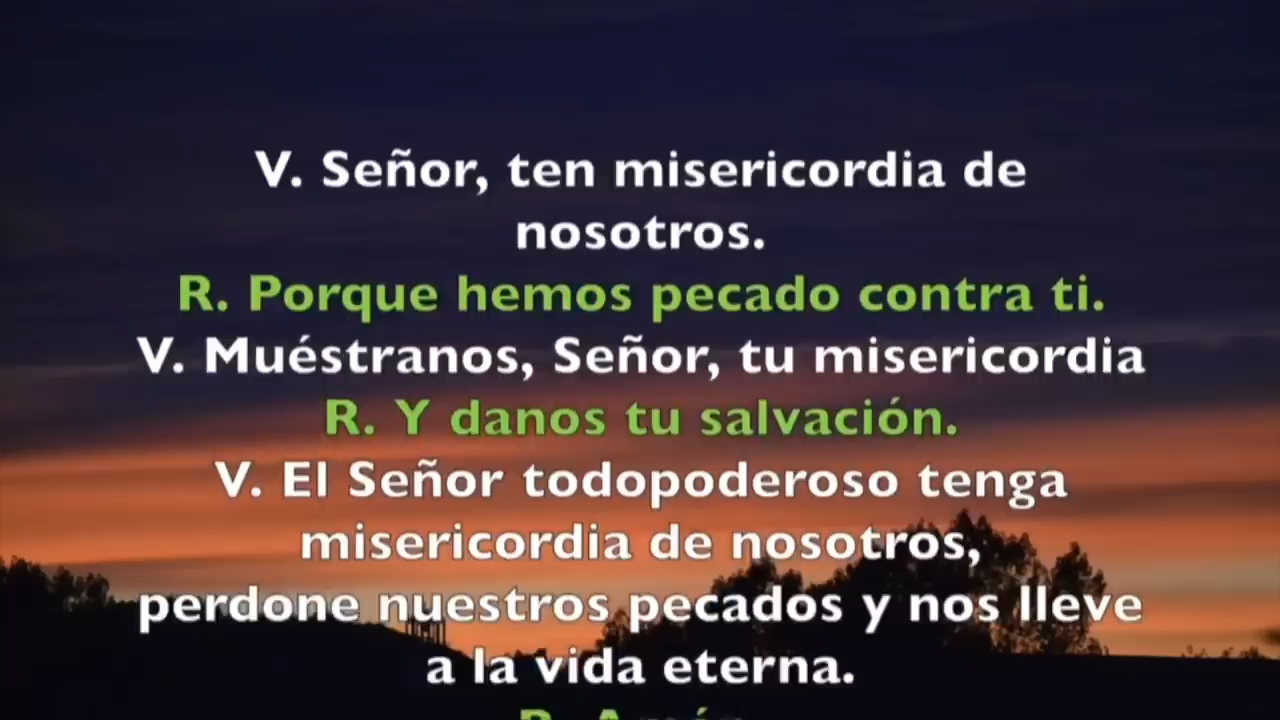 V. Señor, ten misericordia de
nosotros.
R. Porque hemos pecado contra ti.
V. Muéstranos, Señor, tu misericordia
R. Y danos tu salvación.
V. El Señor todopoderoso tenga
misericordia de nosotros,
perdone nuestros pecados y nos lleve
a la vida eterna.
R. Amén.